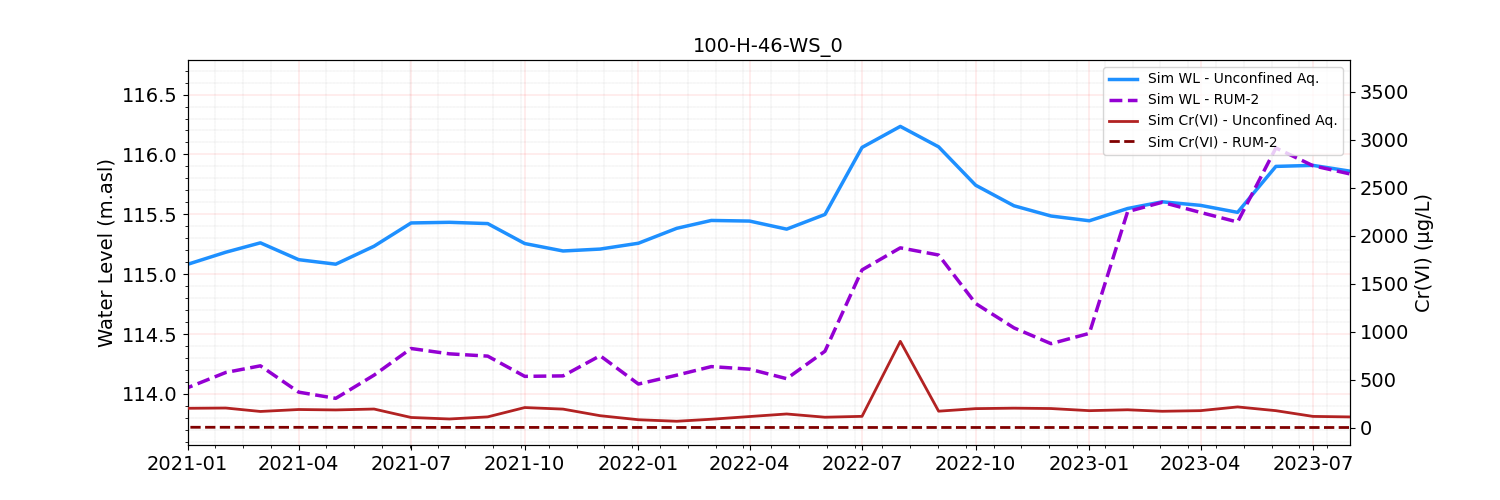 100-H-46-WS_0
Sim WL - Unconfined Aq.
Sim WL - RUM-2
Sim Cr(VI) - Unconfined Aq.
Sim Cr(VI) - RUM-2
Water Level (m.asl)
116.5
116.0
115.5
115.0
114.5
114.0
3500
3000
2500
2000
1500
1000
500
0
Cr(VI) (μg/L)
2021-01 2021-04 2021-07 2021-10 2022-01 2022-04 2022-07 2022-10 2023-01 2023-04 2023-07